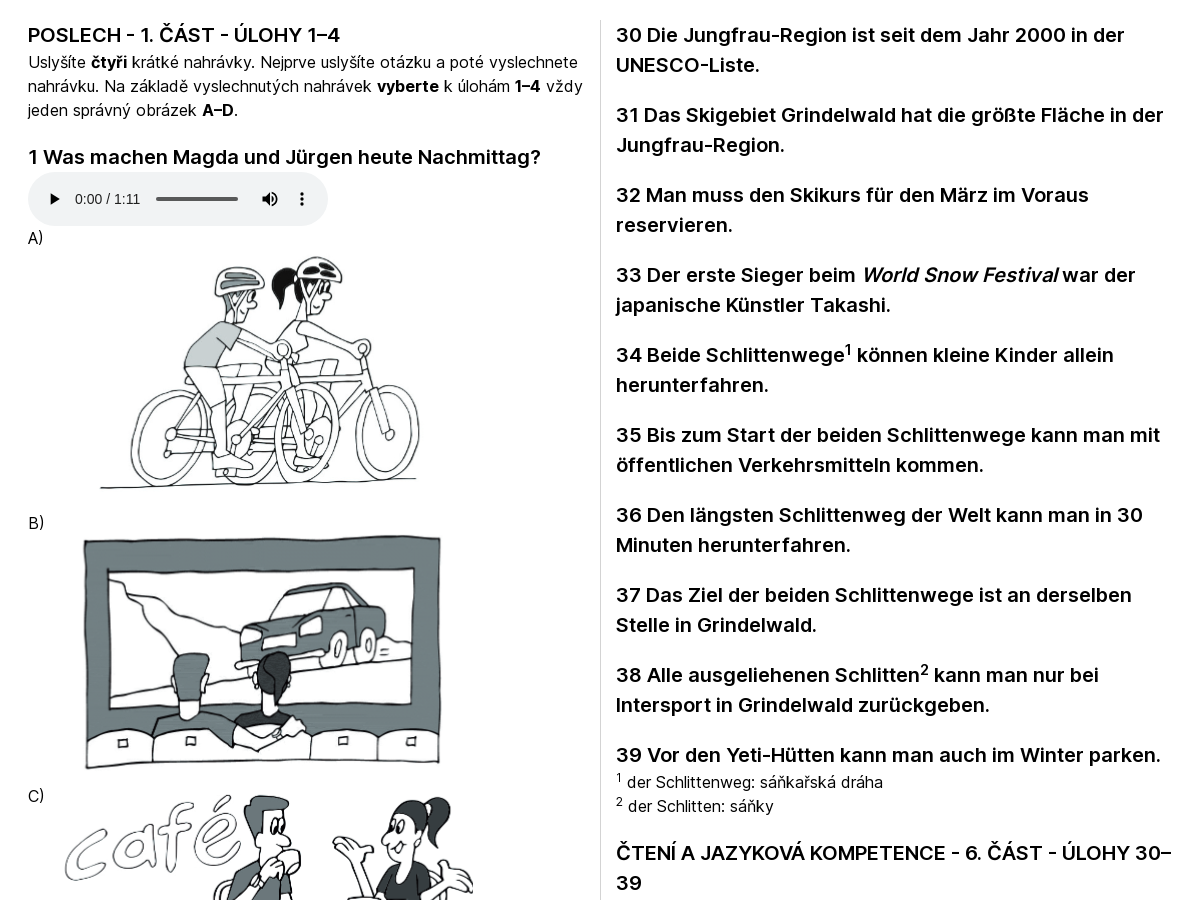 POSLECH - 1. ČÁST - ÚLOHY 1–4
Uslyšíte čtyři krátké nahrávky. Nejprve uslyšíte otázku a poté vyslechnete
nahrávku. Na základě vyslechnutých nahrávek vyberte k úlohám 1–4 vždy
jeden správný obrázek A–D.
1 Was machen Magda und Jürgen heute Nachmittag?
0:00 / 1:11
A)
B)
C)
café
30 Die Jungfrau-Region ist seit dem Jahr 2000 in der
UNESCO-Liste.
31 Das Skigebiet Grindelwald hat die größte Fläche in der
Jungfrau-Region.
32 Man muss den Skikurs für den März im Voraus
reservieren.
33 Der erste Sieger beim World Snow Festival war der
japanische Künstler Takashi.
34 Beide Schlittenwege¹ können kleine Kinder allein
herunterfahren.
35 Bis zum Start der beiden Schlittenwege kann man mit
öffentlichen Verkehrsmitteln kommen.
36 Den längsten Schlittenweg der Welt kann man in 30
Minuten herunterfahren.
37 Das Ziel der beiden Schlittenwege ist an derselben
Stelle in Grindelwald.
38 Alle ausgeliehenen Schlitten² kann man nur bei
Intersport in Grindelwald zurückgeben.
39 Vor den Yeti-Hütten kann man auch im Winter parken.
¹ der Schlittenweg: sáňkařská dráha
² der Schlitten: sáňky
ČTENÍ A JAZYKOVÁ KOMPETENCE - 6. ČÁST - ÚLOHY 30–
39